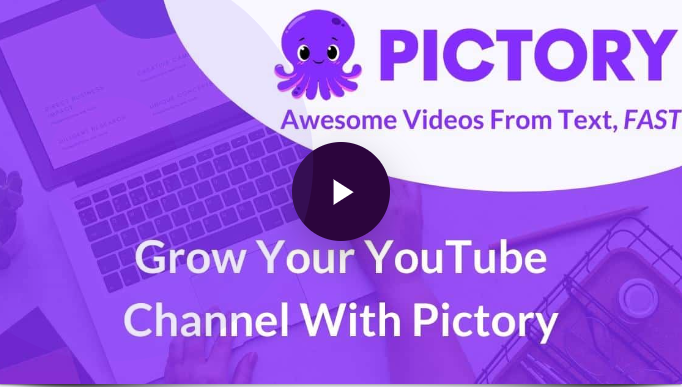 PICTORY
Awesome Videos From Text, FAST
Grow Your YouTube
Channel With Pictory